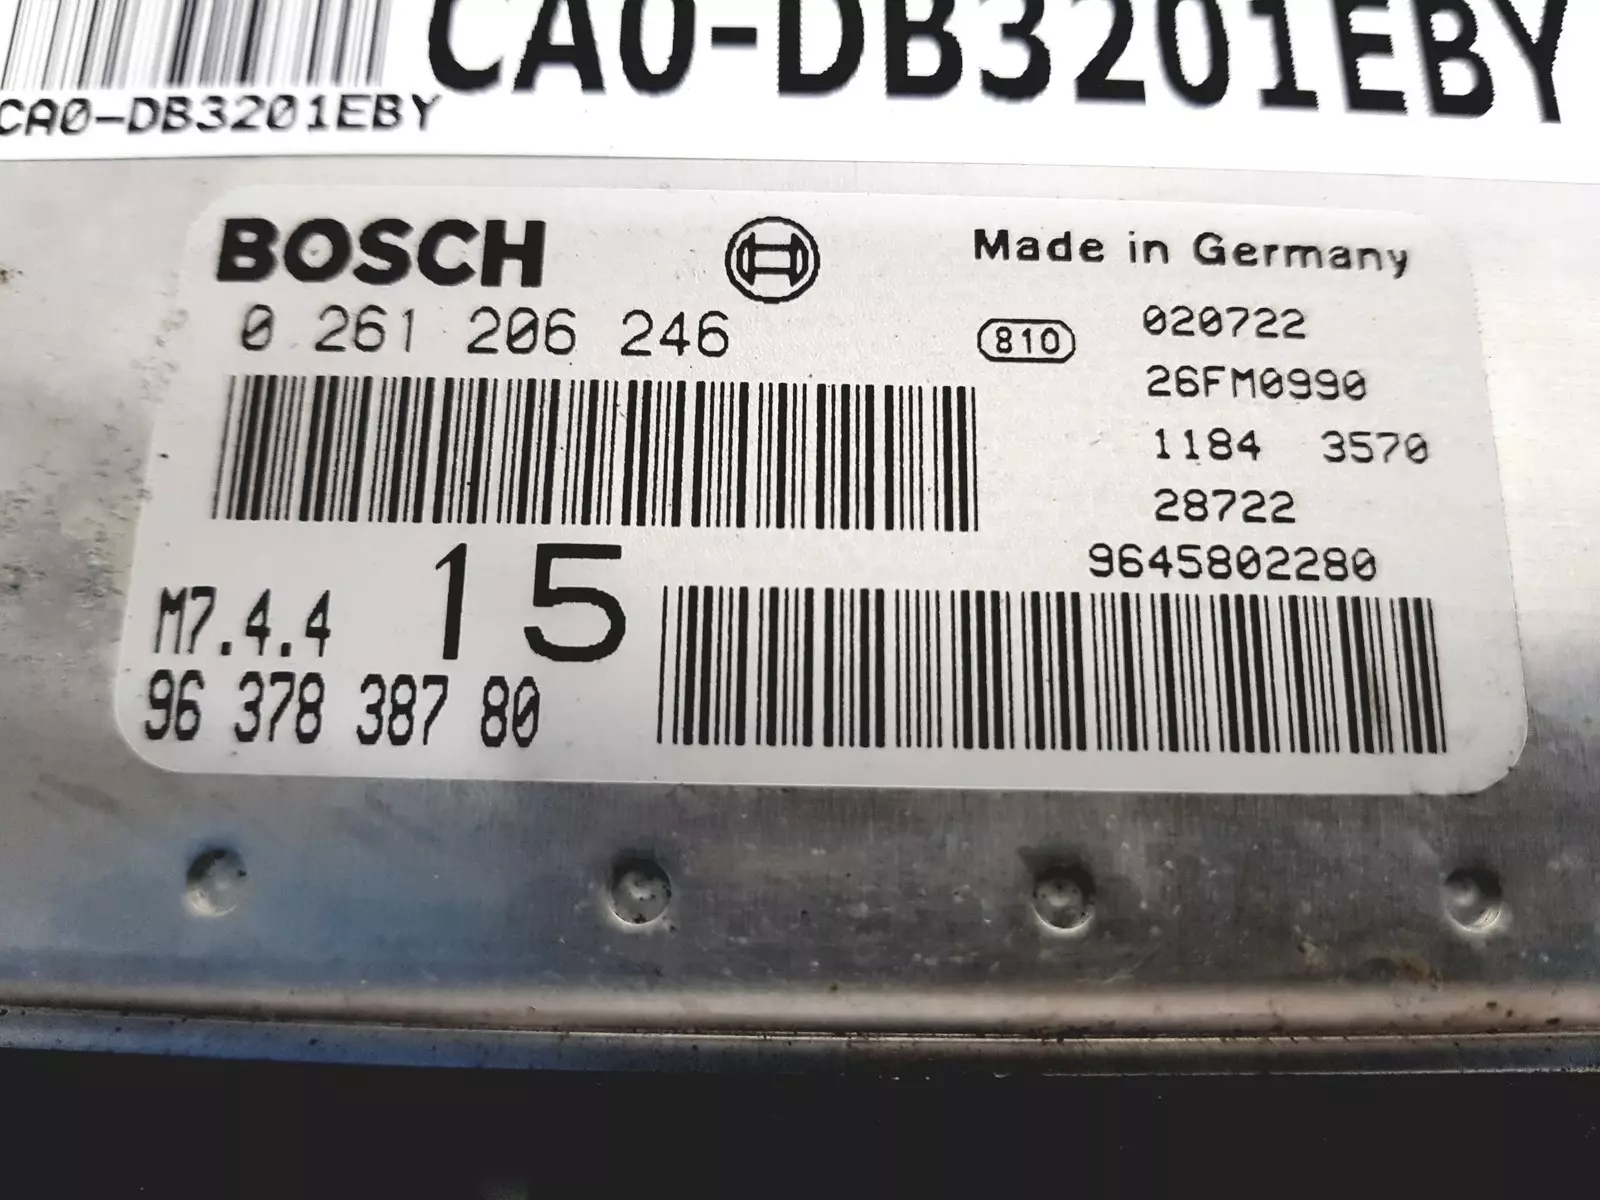 CA0-DB3201EBY
CA0-DB3201EBY
BOSCH
Made in Germany
0 261 206 246
810
020722
26FM0990
1184 3570
28722
9645802280
M7.4.4
15
96 378 387 80